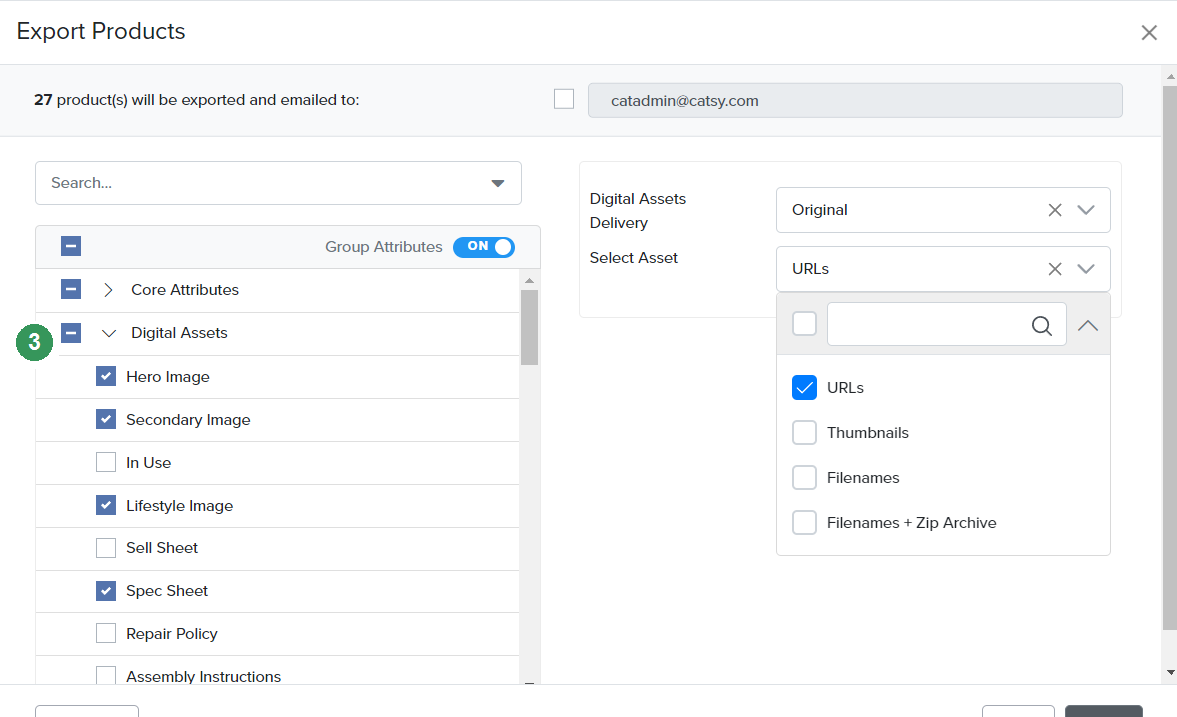 Export Products
27 product(s) will be exported and emailed to:
catadmin@catsy.com
Search...
Group Attributes ON
Core Attributes
3
Digital Assets
Hero Image
Secondary Image
In Use
Lifestyle Image
Sell Sheet
Spec Sheet
Repair Policy
Assembly Instructions
Digital Assets
Delivery
Original
Select Asset
URLs
URLs
Thumbnails
Filenames
Filenames + Zip Archive